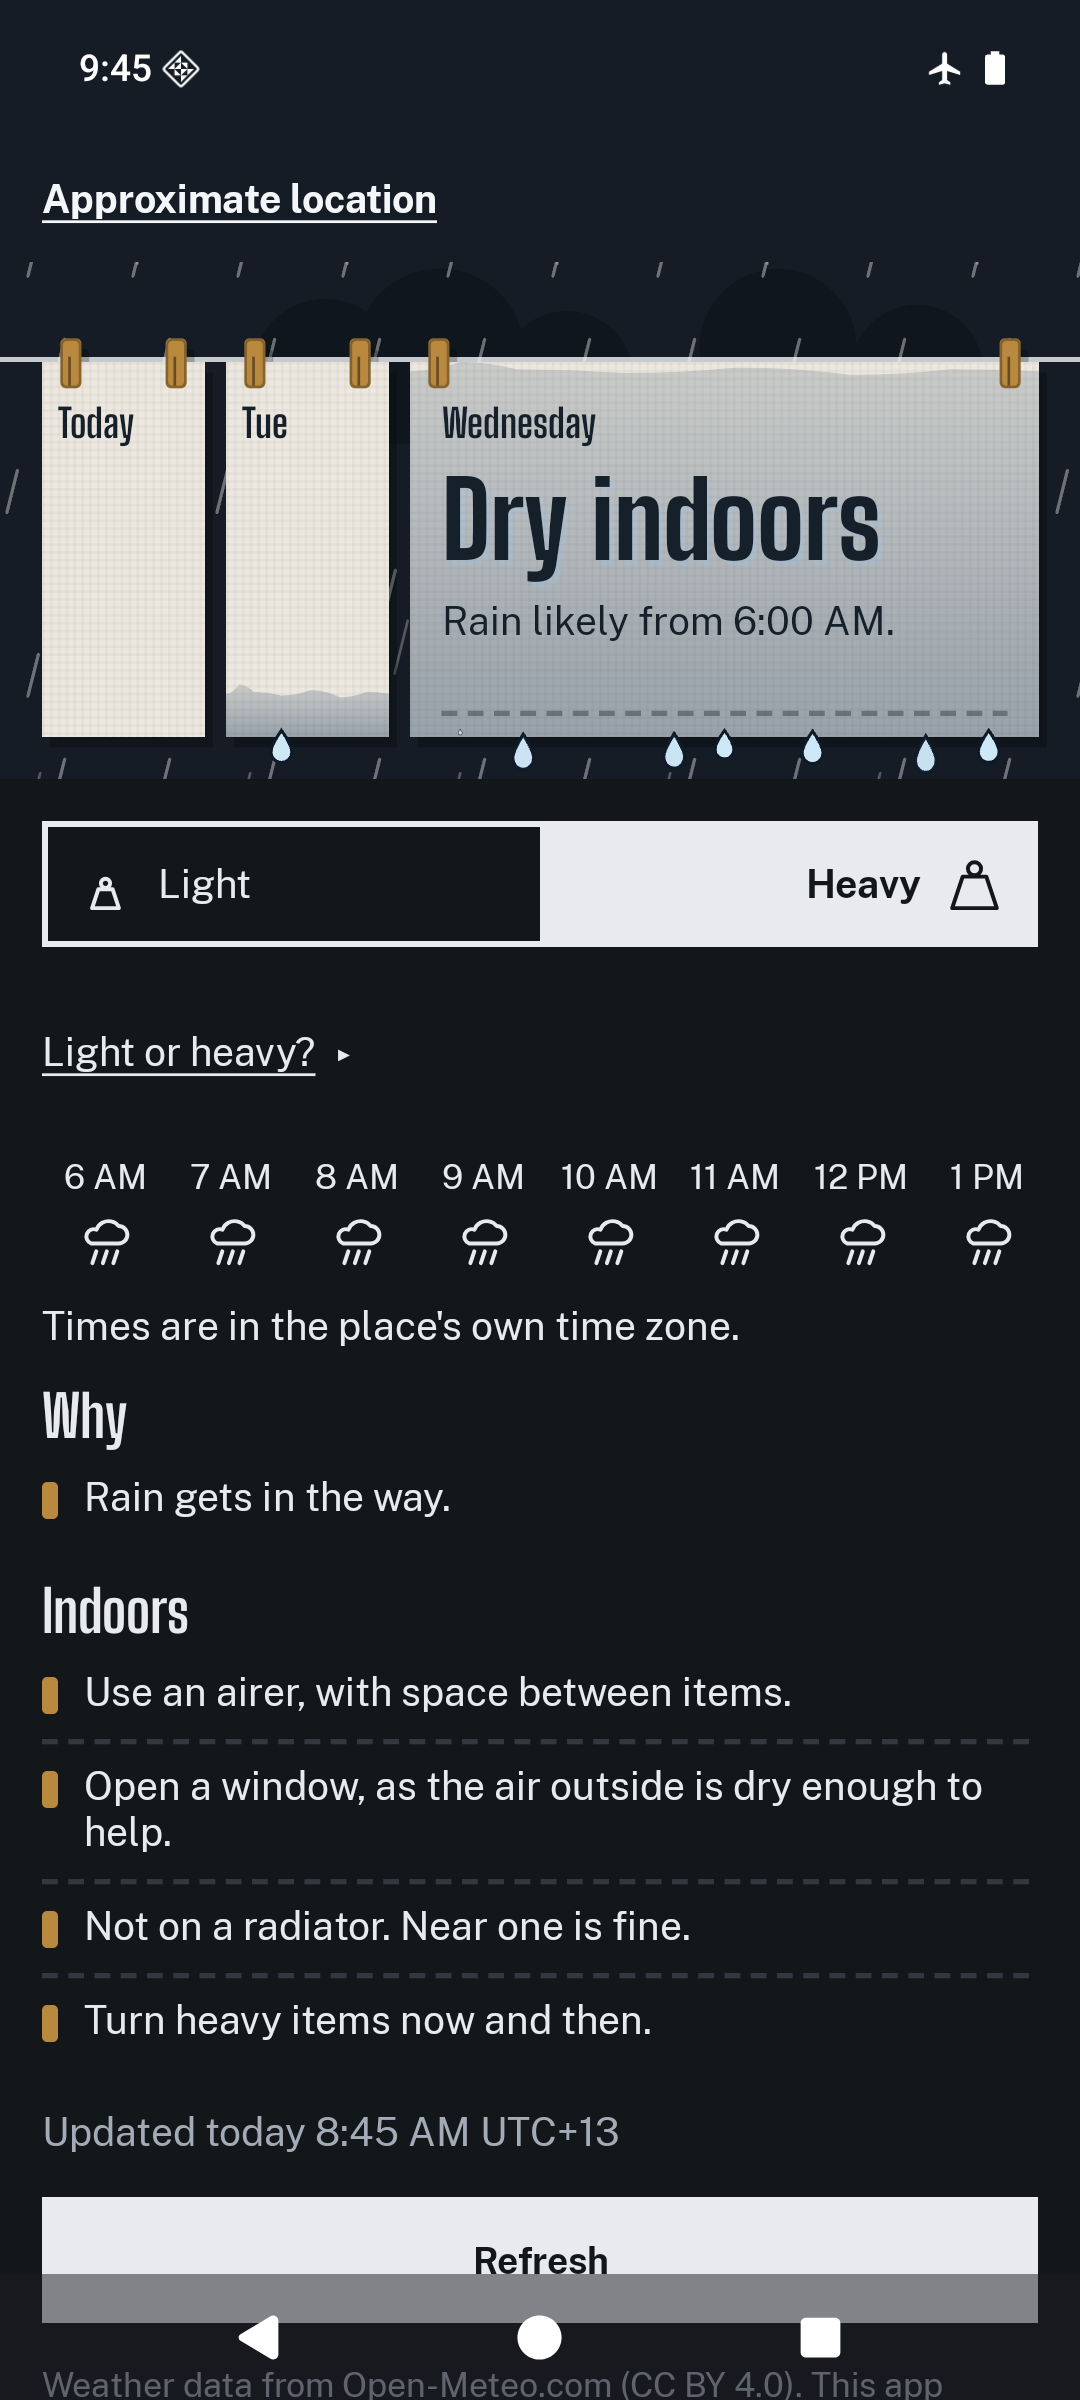 9:45
Approximate location
Today
Tue
Wednesday
Dry indoors
Rain likely from 6:00 AM.
Light
Heavy
Light or heavy?
6 AM 7 AM 8 AM 9 AM 10 AM 11 AM 12 PM 1 PM
Times are in the place's own time zone.
Why
Rain gets in the way.
Indoors
Use an airer, with space between items.
Open a window, as the air outside is dry enough to
help.
Not on a radiator. Near one is fine.
Turn heavy items now and then.
Updated today 8:45 AM UTC+13
Refresh
Weather data from Open-Meteo.com (CC BY 4.0). This app